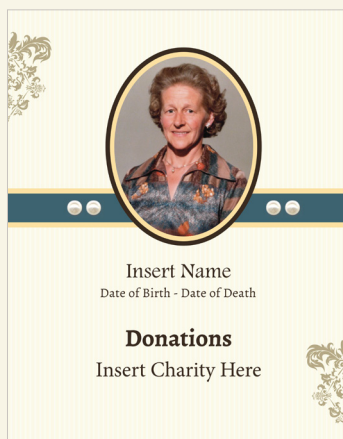 Insert Name
Date of Birth - Date of Death
Donations
Insert Charity Here